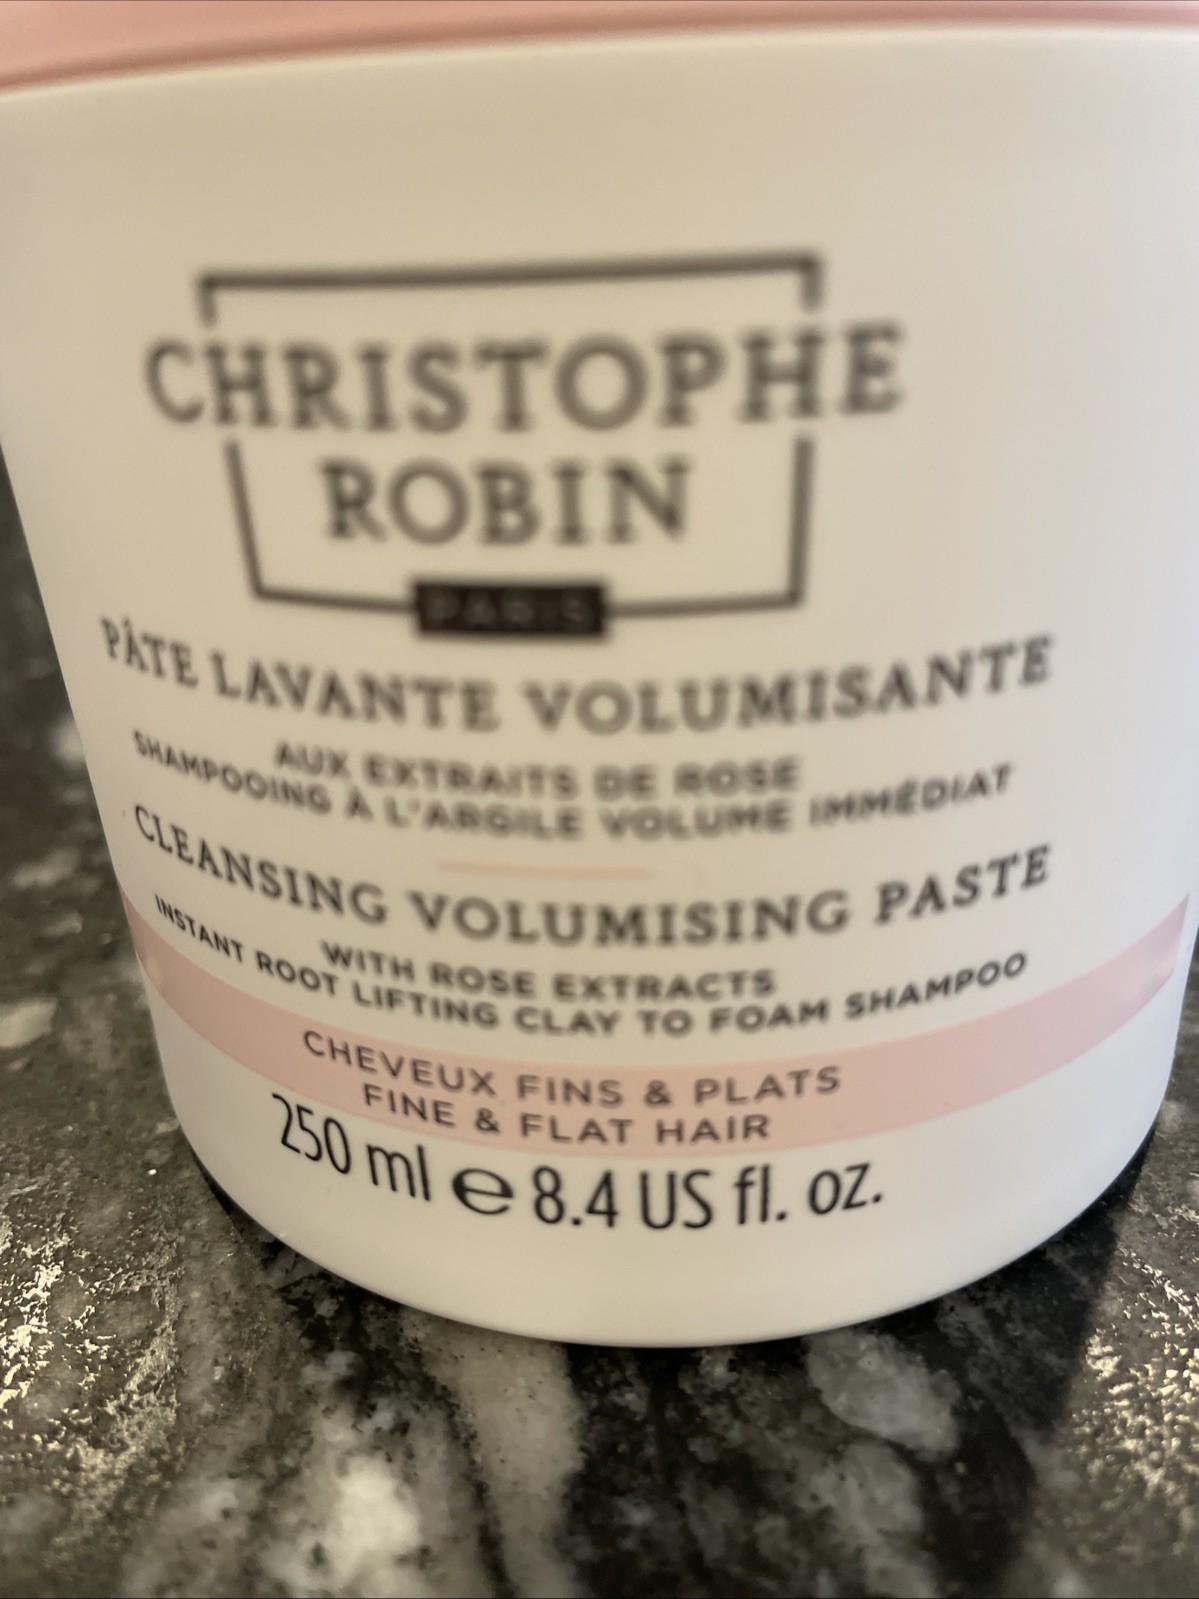 CHRISTOPHE
ROBIN
PARIS
PÂTE LAVANTE VOLUMISANTE
AUX EXTRAITS DE ROSE
SHAMPOOING À L'ARGILE VOLUME IMMÉDIAT
CLEANSING VOLUMISING PASTE
WITH ROSE EXTRACTS
INSTANT ROOT LIFTING CLAY TO FOAM SHAMPOO
CHEVEUX FINS & PLATS
FINE & FLAT HAIR
250 ml e 8.4 US fl. oz.